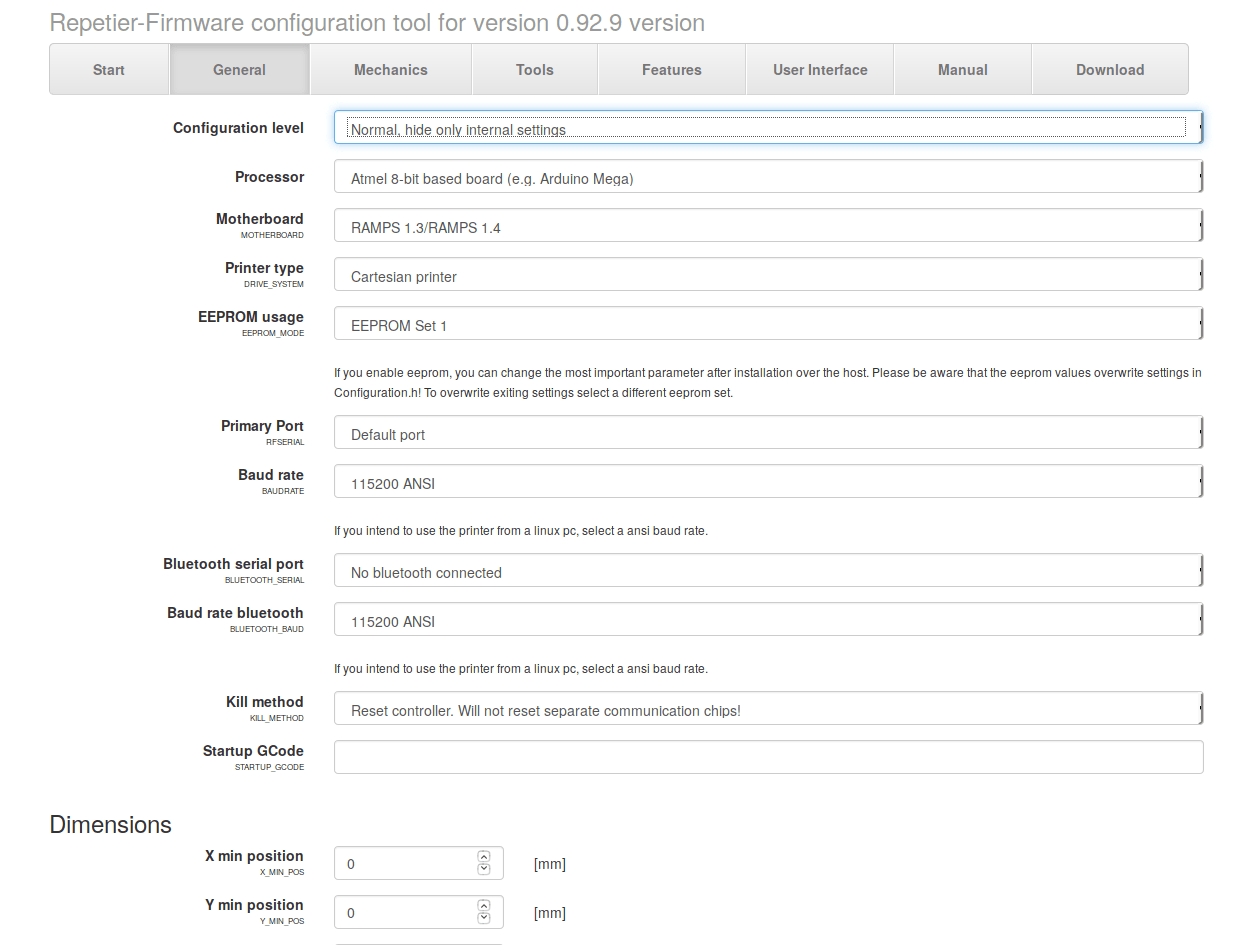 Repetier-Firmware configuration tool for version 0.92.9 version
Start General Mechanics Tools Features User Interface Manual Download
Configuration level Normal, hide only internal settings
Processor Atmel 8-bit based board (e.g. Arduino Mega)
Motherboard RAMPS 1.3/RAMPS 1.4
MOTHERBOARD
Printer type Cartesian printer
DRIVE_SYSTEM
EEPROM usage EEPROM Set 1
EEPROM_MODE
If you enable eeprom, you can change the most important parameter after installation over the host. Please be aware that the eeprom values overwrite settings in
Configuration.h! To overwrite exiting settings select a different eeprom set.
Primary Port Default port
RFSERIAL
Baud rate 115200 ANSI
BAUDRATE
If you intend to use the printer from a linux pc, select a ansi baud rate.
Bluetooth serial port No bluetooth connected
BLUETOOTH_SERIAL
Baud rate bluetooth 115200 ANSI
BLUETOOTH_BAUD
If you intend to use the printer from a linux pc, select a ansi baud rate.
Kill method Reset controller. Will not reset separate communication chips!
KILL_METHOD
Startup GCode
STARTUP_GCODE
Dimensions
X min position 0 [mm]
X_MIN_POS
Y min position 0 [mm]
Y_MIN_POS